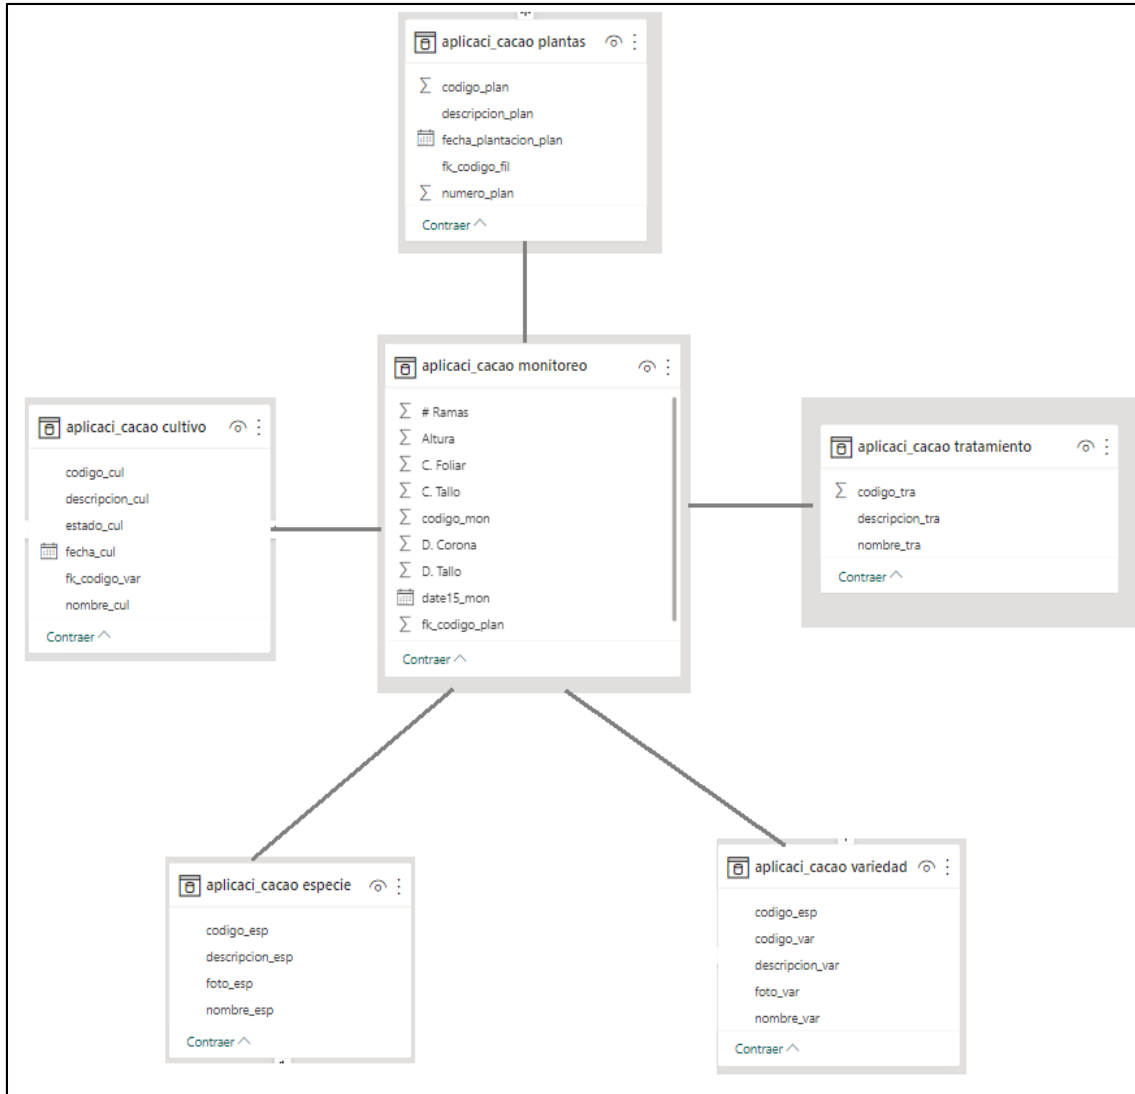 aplicaci_cacao plantas
codigo_plan
descripcion_plan
fecha_plantacion_plan
fk_codigo_fil
numero_plan
Contraer
aplicaci_cacao monitoreo
# Ramas
Altura
C. Foliar
C. Tallo
codigo_mon
D. Corona
D. Tallo
date15_mon
fk_codigo_plan
Contraer
aplicaci_cacao cultivo
codigo_cul
descripcion_cul
estado_cul
fecha_cul
fk_codigo_var
nombre_cul
Contraer
aplicaci_cacao tratamiento
codigo_tra
descripcion_tra
nombre_tra
Contraer
aplicaci_cacao especie
codigo_esp
descripcion_esp
foto_esp
nombre_esp
Contraer
aplicaci_cacao variedad
codigo_esp
codigo_var
descripcion_var
foto_var
nombre_var
Contraer